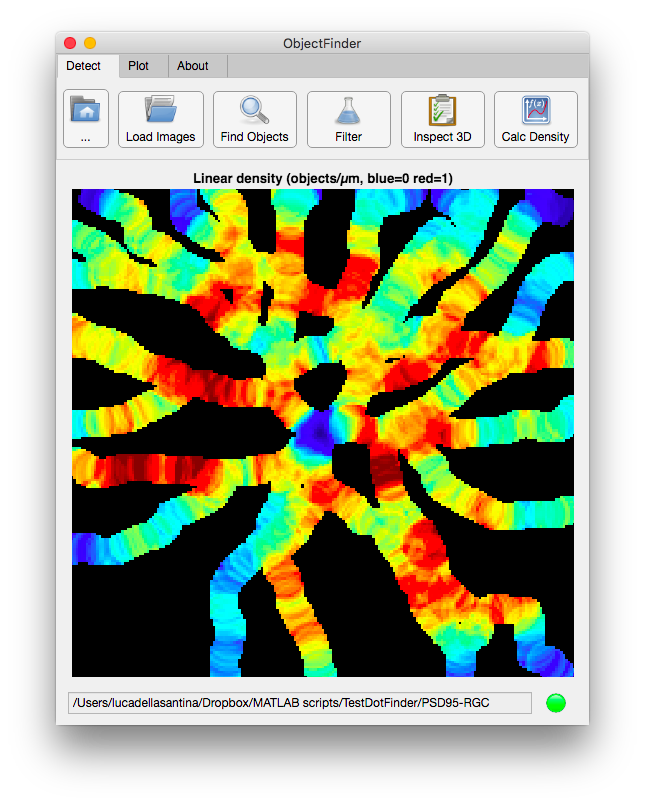 ObjectFinder
Detect Plot About
... Load Images Find Objects Filter Inspect 3D Calc Density
f(x)
Linear density (objects/μm, blue=0 red=1)
/Users/lucadellasantina/Dropbox/MATLAB scripts/TestDotFinder/PSD95-RGC